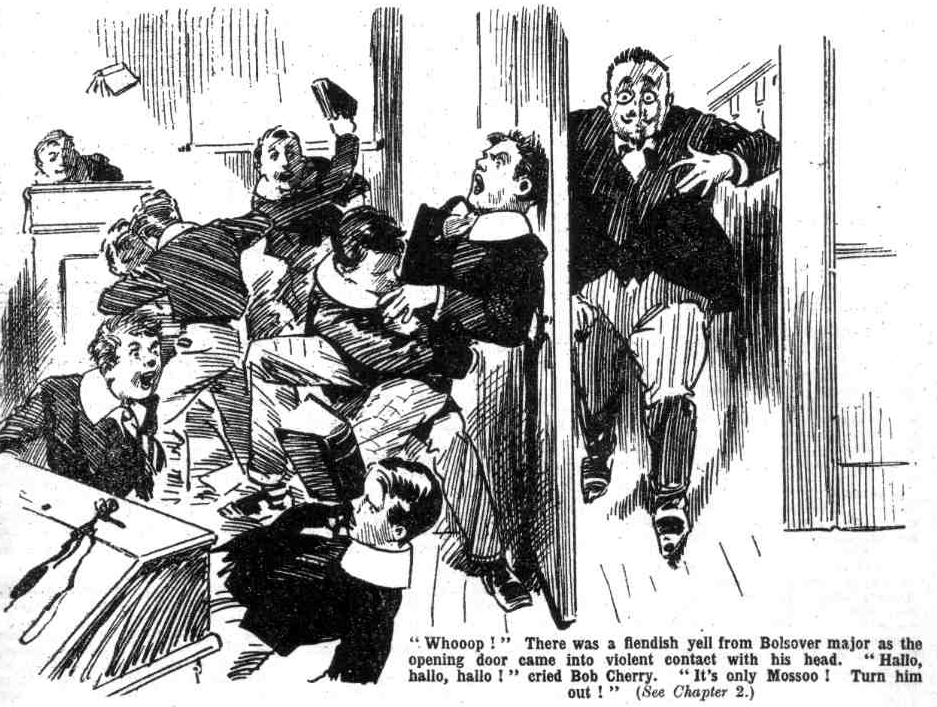 "Whooop!" There was a fiendish yell from Bolsover major as the
opening door came into violent contact with his head. "Hallo,
hallo, hallo!" cried Bob Cherry. "It's only Mossoo! Turn him
out!" (See Chapter 2.)